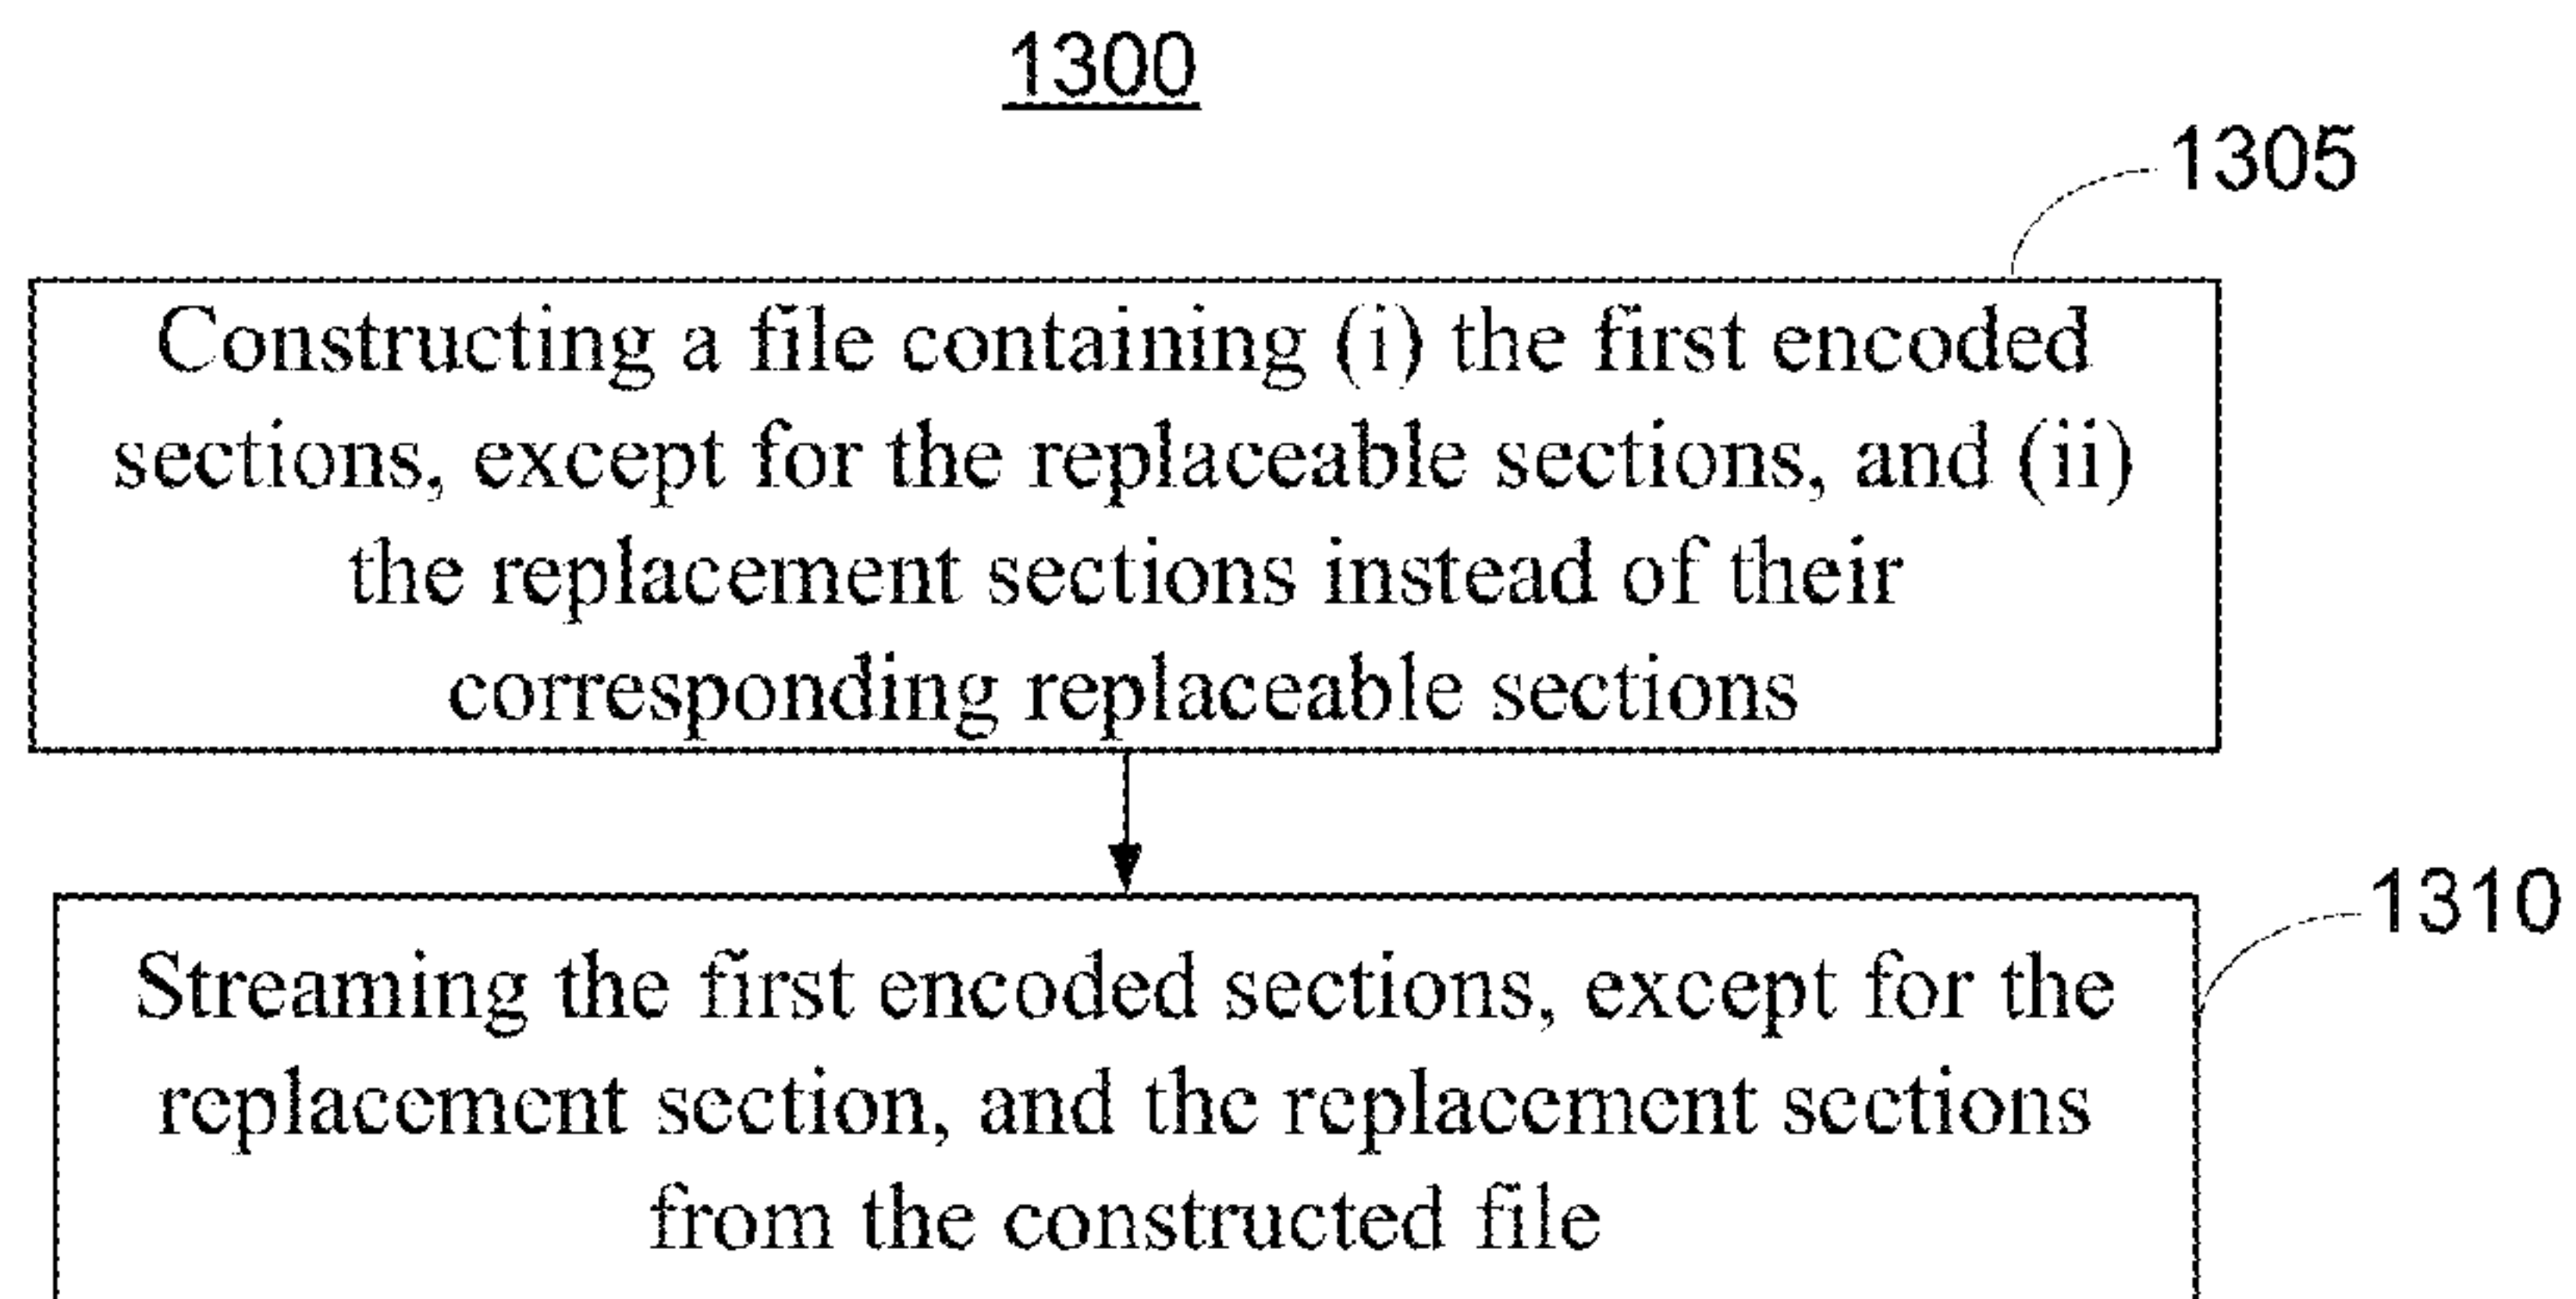 1300
1305
Constructing a file containing (i) the first encoded
sections, except for the replaceable sections, and (ii)
the replacement sections instead of their
corresponding replaceable sections
1310
Streaming the first encoded sections, except for the
replacement section, and the replacement sections
from the constructed file